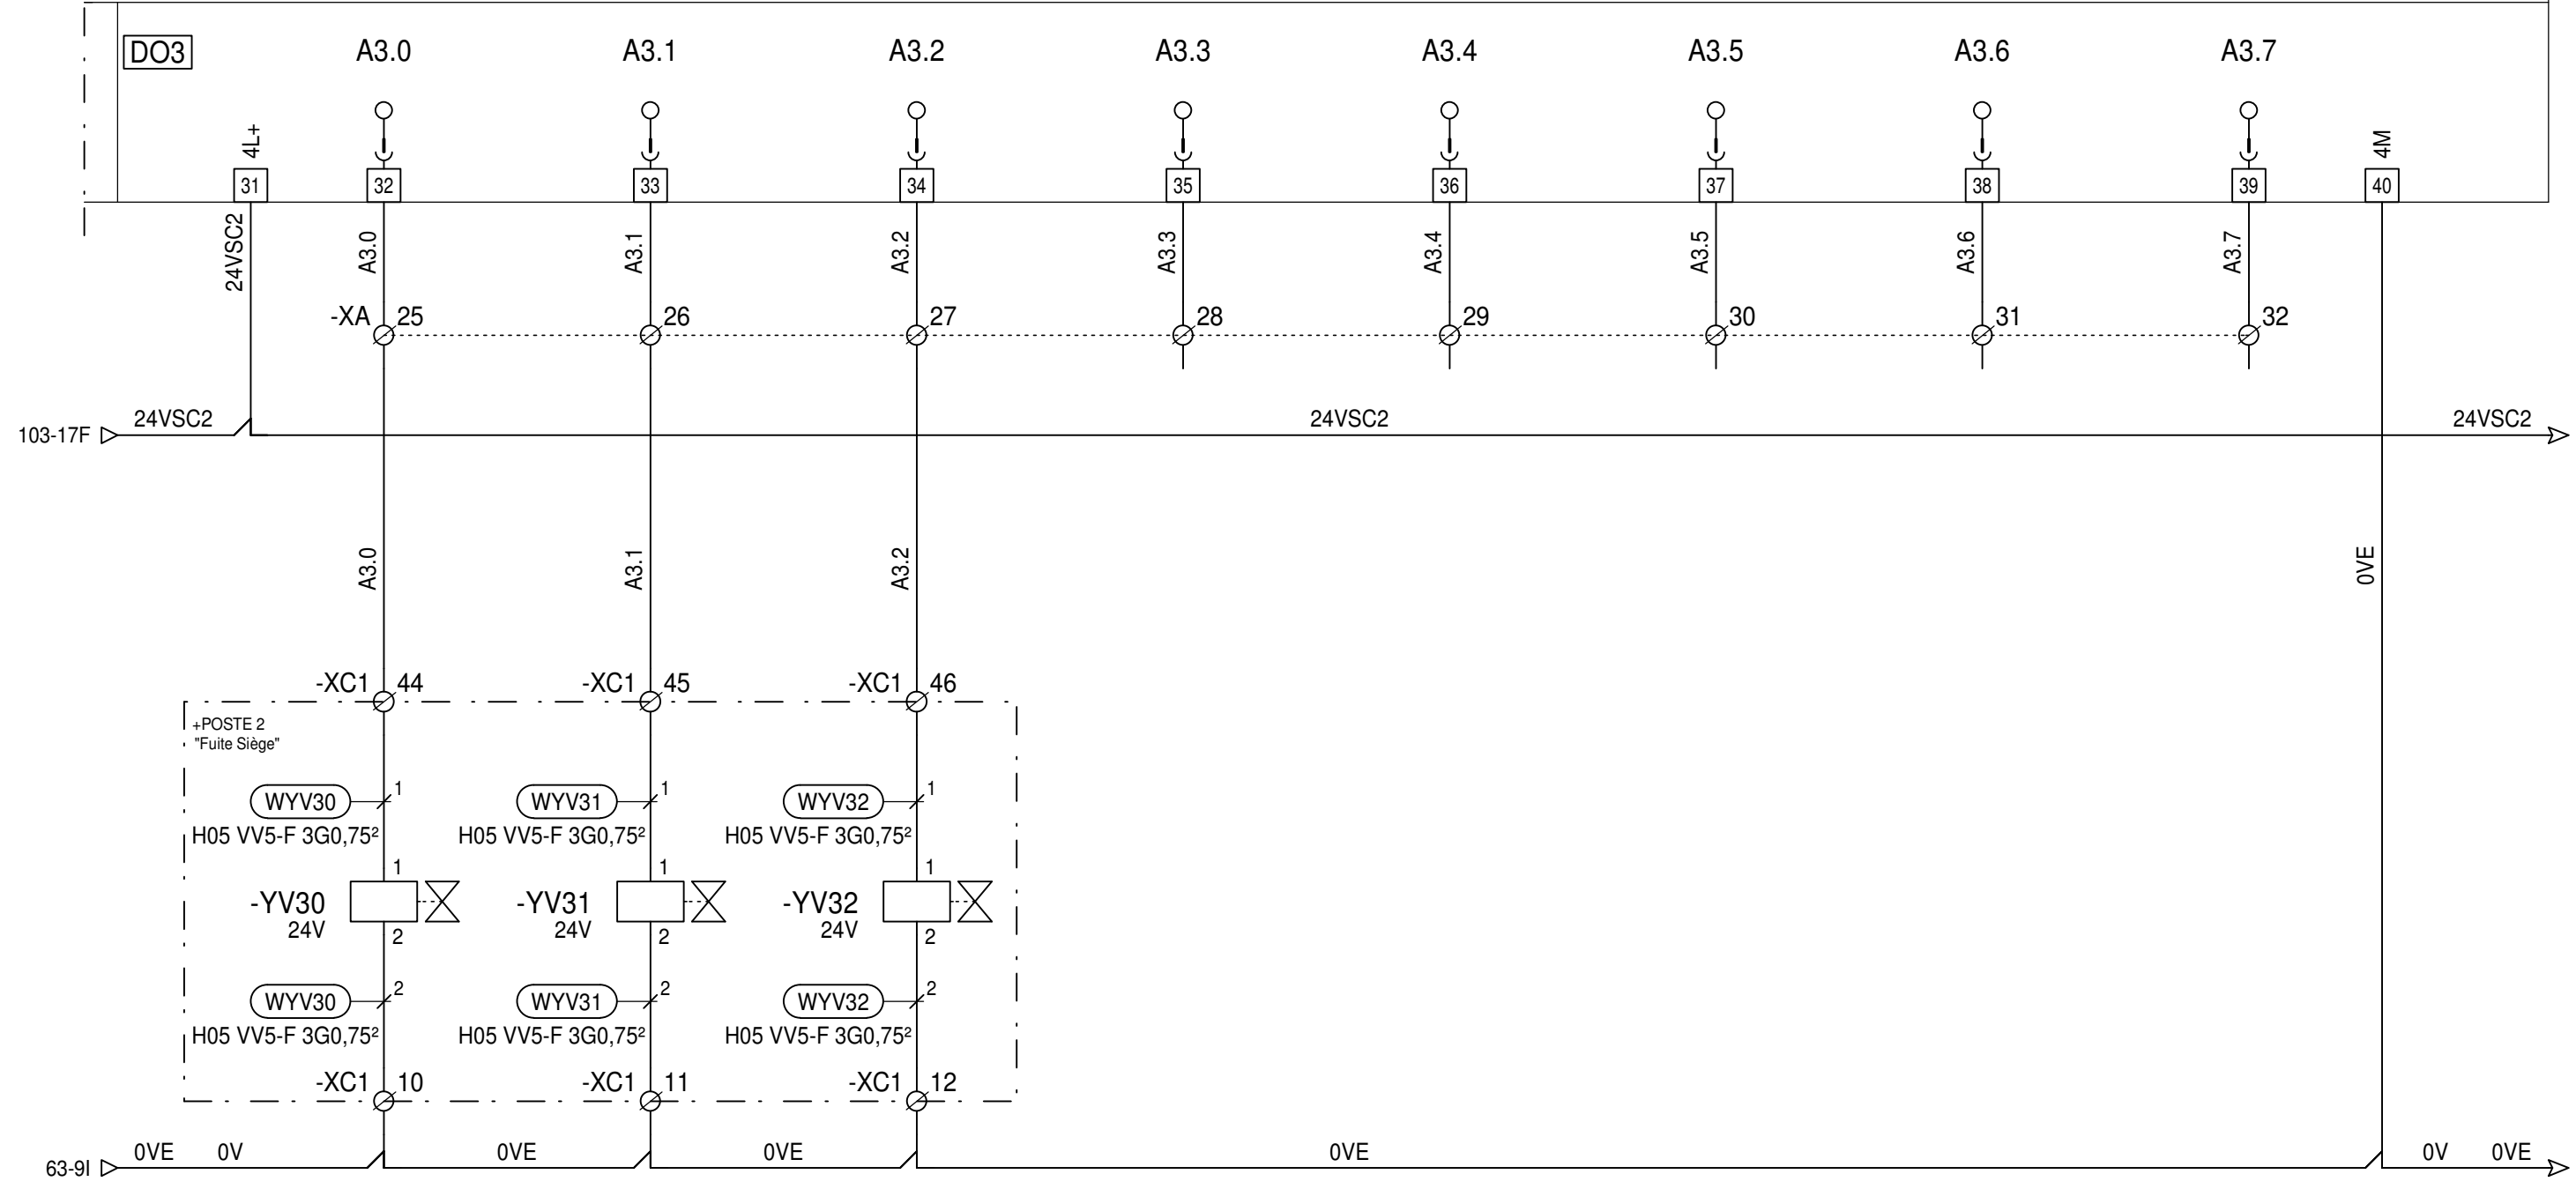 DO3 A3.0 A3.1 A3.2 A3.3 A3.4 A3.5 A3.6 A3.7
4L+ 4M
31 32 33 34 35 36 37 38 39 40
24VSC2 A3.0 A3.1 A3.2 A3.3 A3.4 A3.5 A3.6 A3.7
-XA 25 26 27 28 29 30 31 32
103-17F 24VSC2 24VSC2 24VSC2
A3.0 A3.1 A3.2 0VE
-XC1 44 -XC1 45 -XC1 46
+POSTE 2
"Fuite Siège"
WYV30 1 WYV31 1 WYV32 1
H05 VV5-F 3G0,75² H05 VV5-F 3G0,75² H05 VV5-F 3G0,75²
1 1 1
-YV30 -YV31 -YV32
24V 24V 24V
2 2 2
WYV30 2 WYV31 2 WYV32 2
H05 VV5-F 3G0,75² H05 VV5-F 3G0,75² H05 VV5-F 3G0,75²
-XC1 10 -XC1 11 -XC1 12
63-9I 0VE 0V 0VE 0VE 0VE 0V 0VE